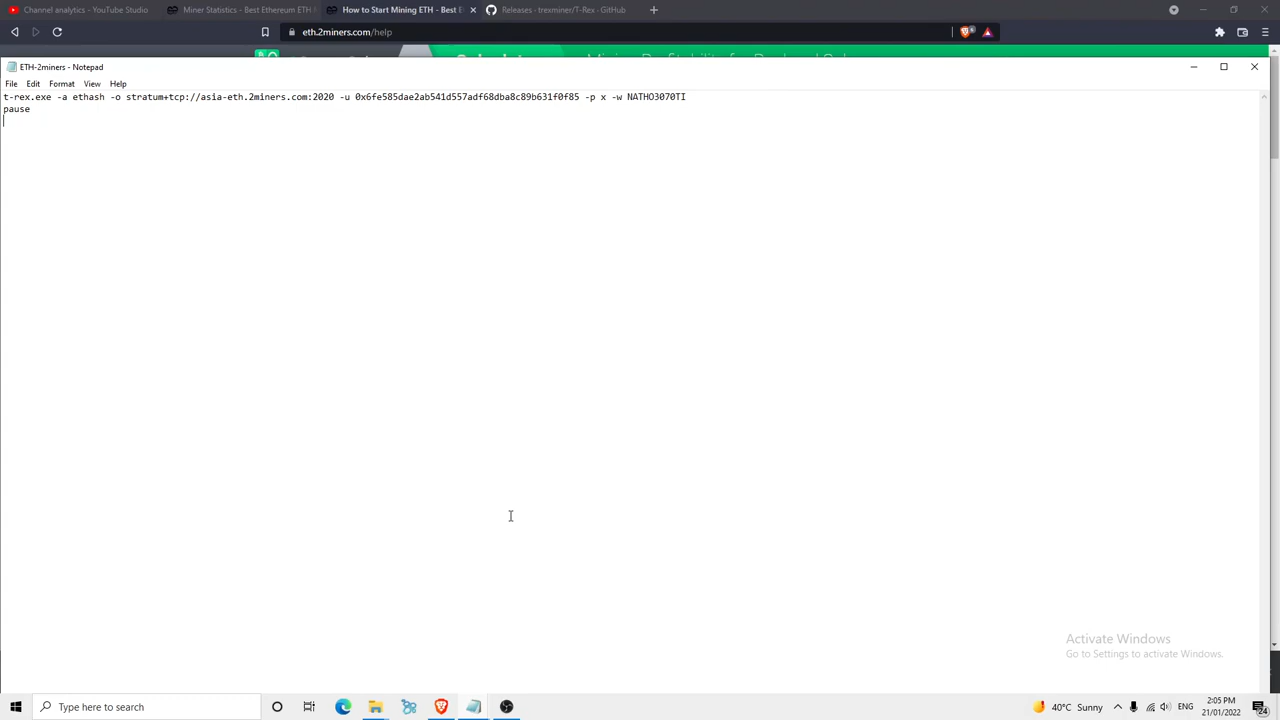 Channel analytics - YouTube Studio
Miner Statistics - Best Ethereum ETH
How to Start Mining ETH - Best E
Releases - trexminer/T-Rex · GitHub
eth.2miners.com/help
ETH-2miners - Notepad
File Edit Format View Help
t-rex.exe -a ethash -o stratum+tcp://asia-eth.2miners.com:2020 -u 0x6fe585dae2ab541d557adf68dba8c89b631f0f85 -p x -w NATHO3070TI
pause
Activate Windows
Go to Settings to activate Windows.
Type here to search
40°C Sunny
ENG
2:05 PM
21/01/2022
24